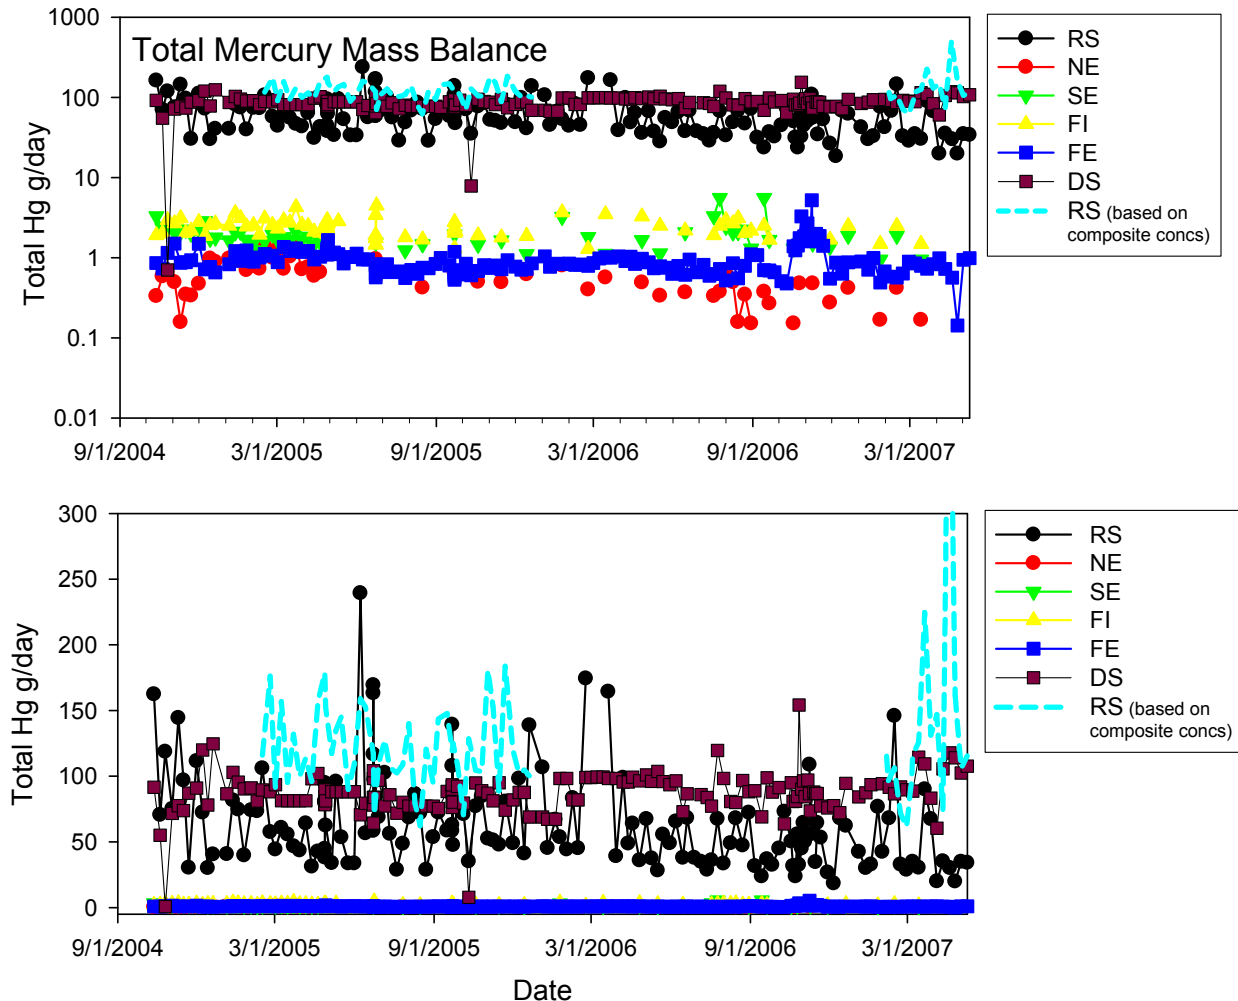 Total Mercury Mass Balance
Total Hg g/day
1000
100
10
1
0.1
0.01
9/1/2004
3/1/2005
9/1/2005
3/1/2006
9/1/2006
3/1/2007
RS
NE
SE
FI
FE
DS
RS (based on
composite concs)
Total Hg g/day
300
250
200
150
100
50
0
9/1/2004
3/1/2005
9/1/2005
3/1/2006
9/1/2006
3/1/2007
Date
RS
NE
SE
FI
FE
DS
RS (based on
composite concs)